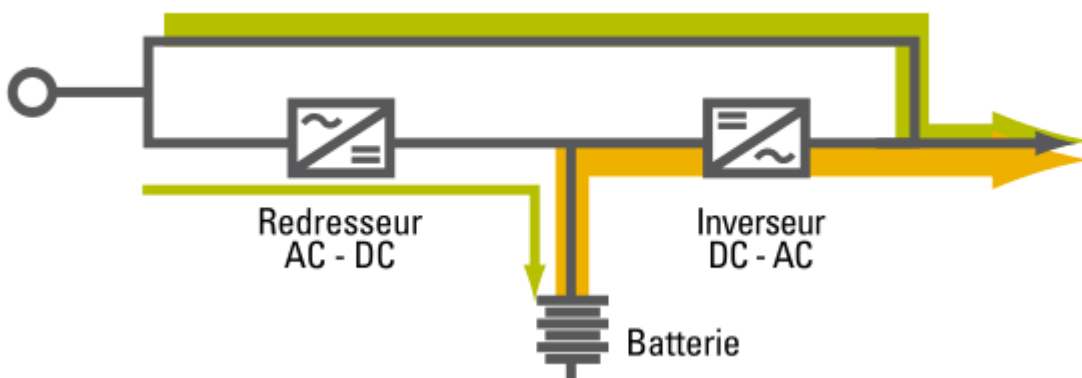 Redresseur
AC - DC
Inverseur
DC - AC
Batterie